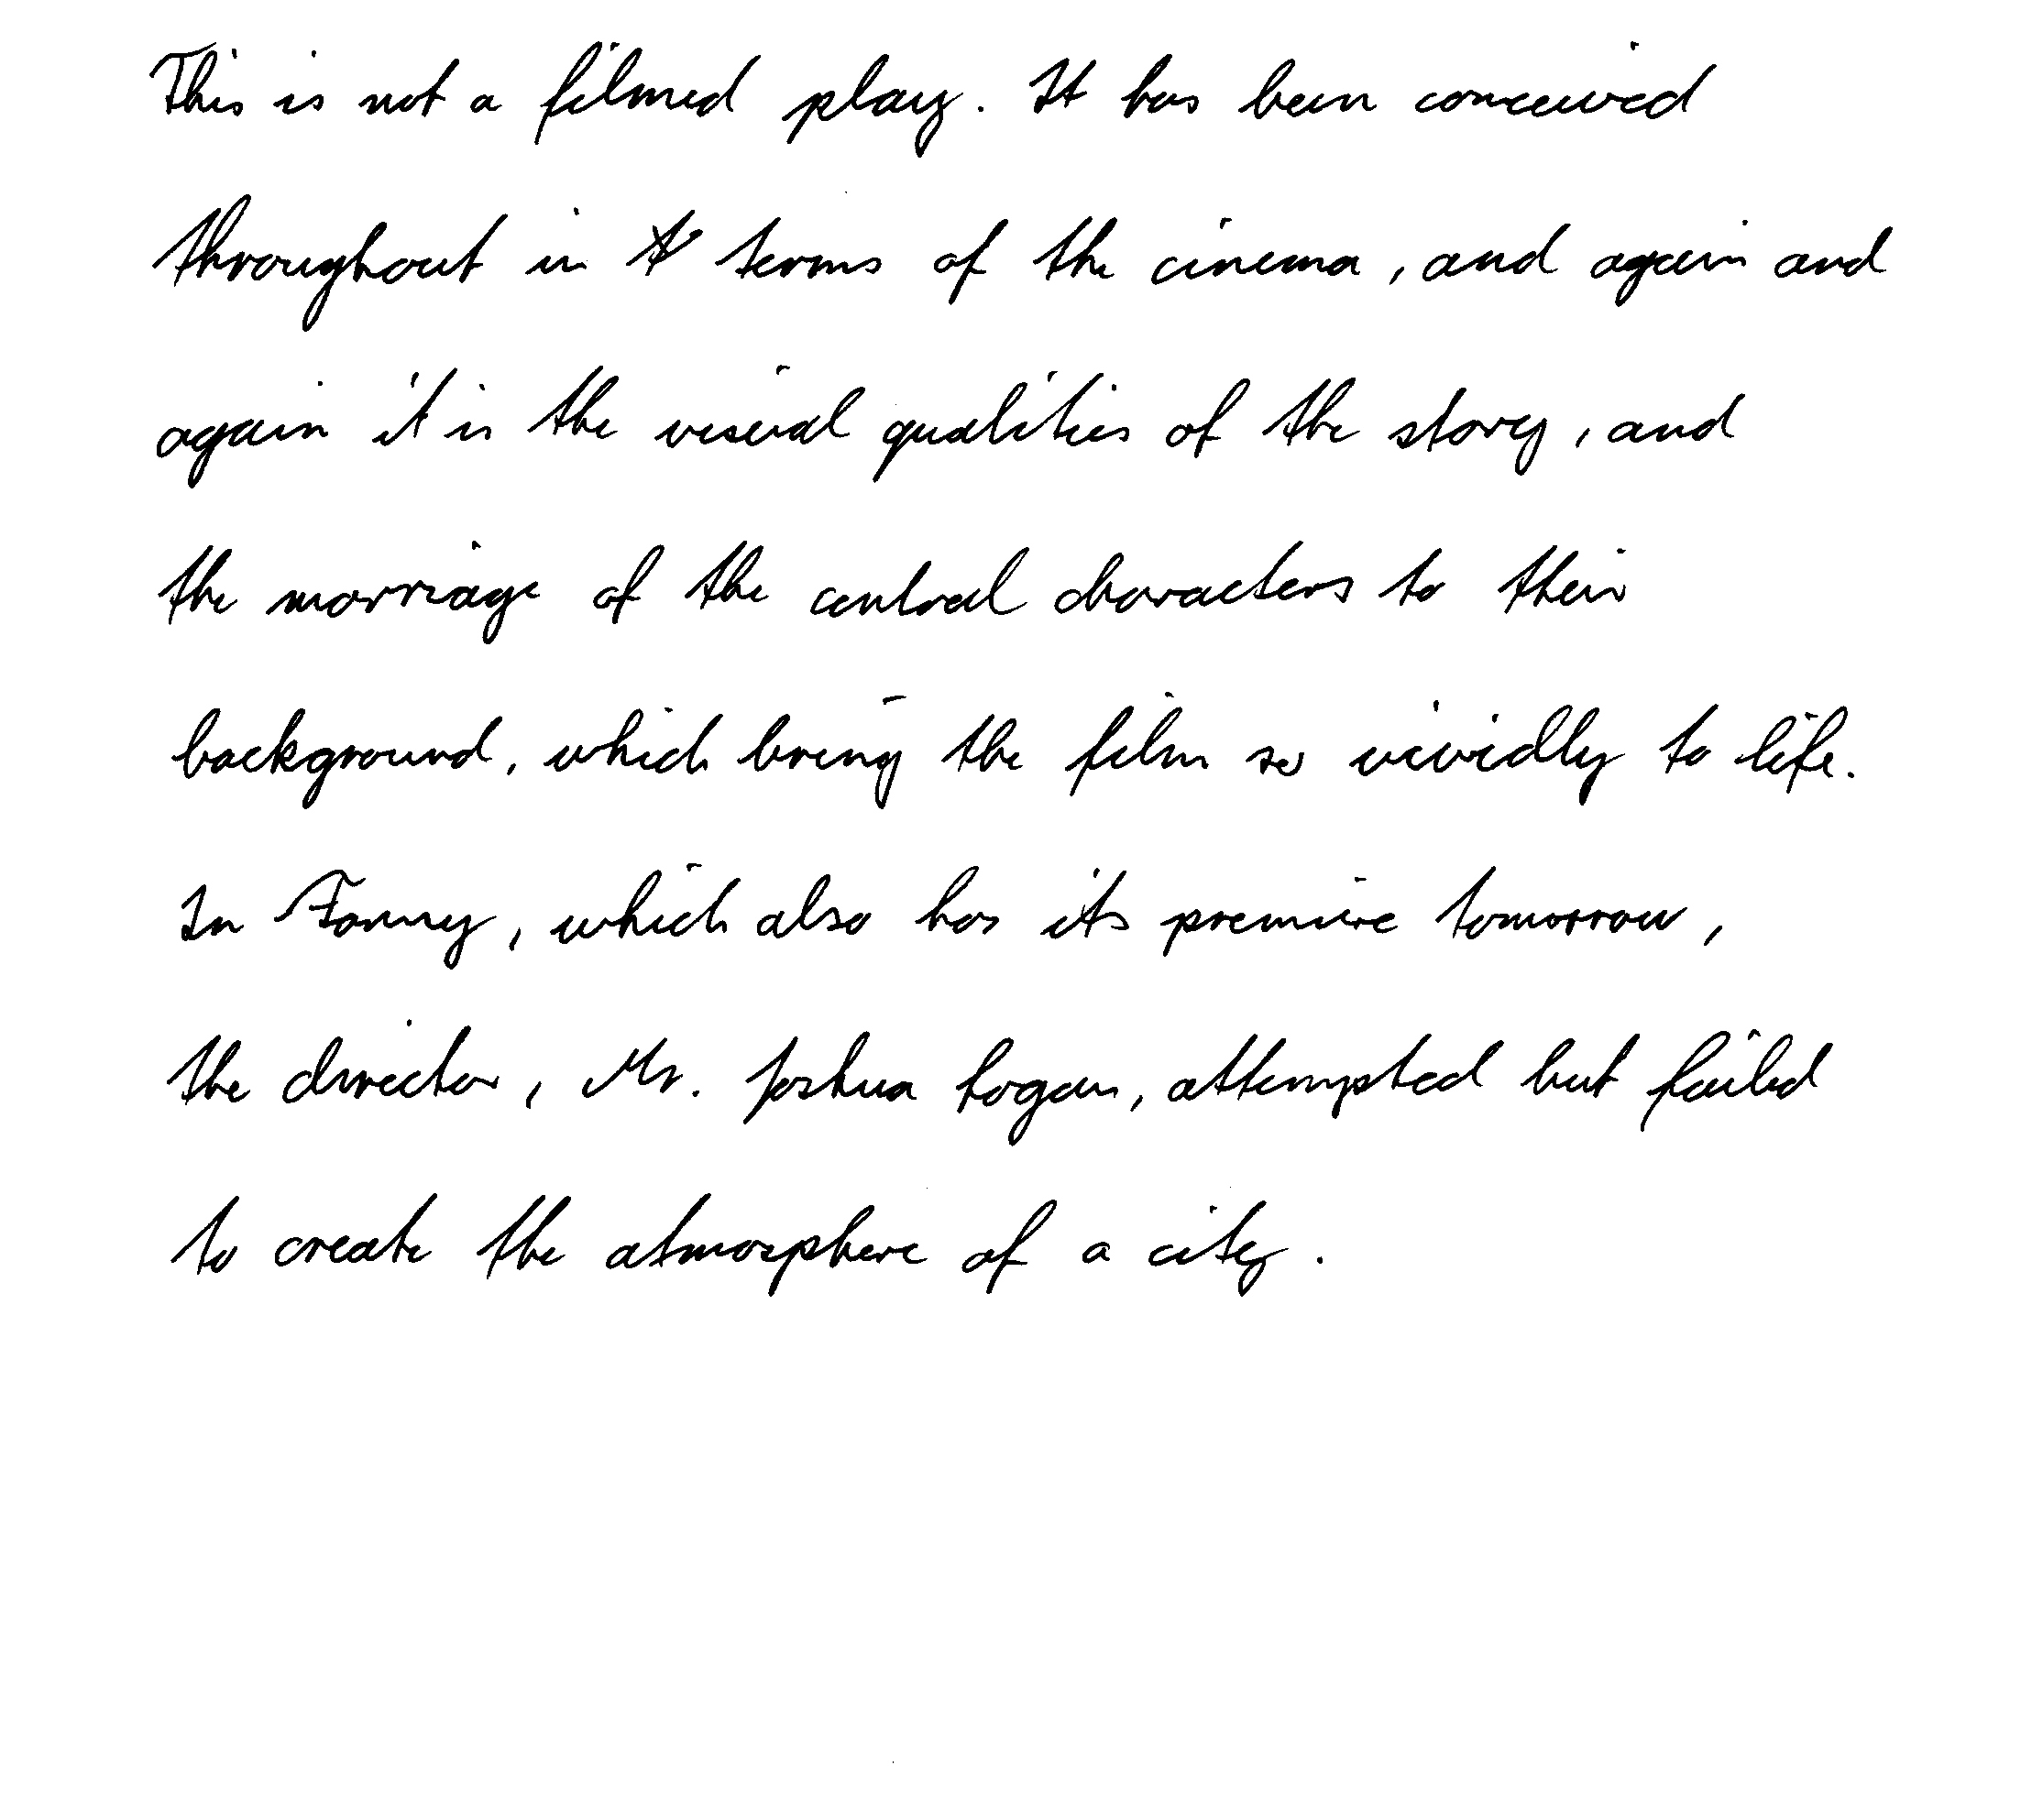 This is not a filmed play. It has been conceived
throughout in terms of the cinema, and again and
again it is the visual qualities of the story, and
the marriage of the central characters to their
background, which bring the film so vividly to life.
In Fanny, which also has its premire tomorrow,
the director, Mr. Joshua Logan, attempted but failed
to create the atmosphere of a city.